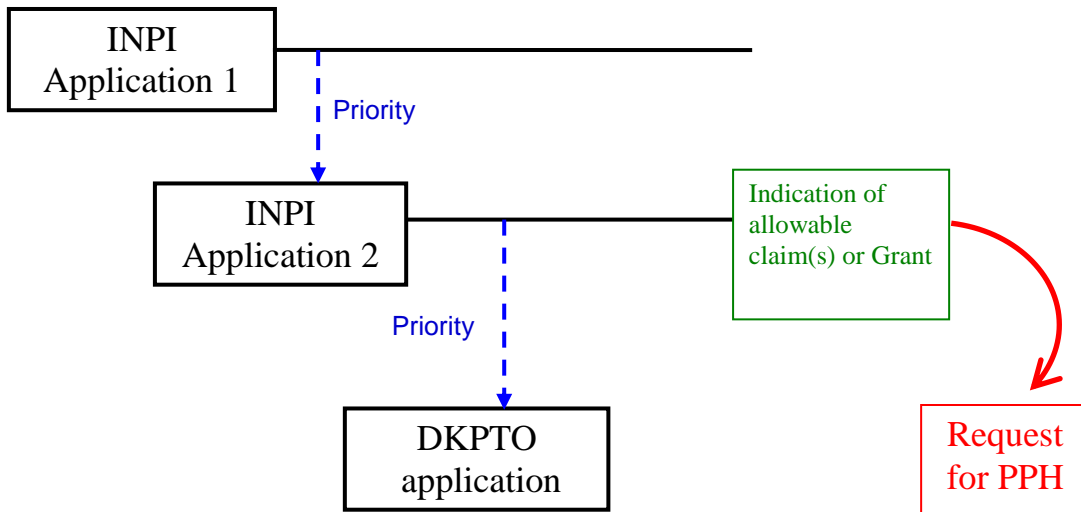 INPI
Application 1
Priority
INPI
Application 2
Indication of
allowable
claim(s) or Grant
Priority
DKPTO
application
Request
for PPH